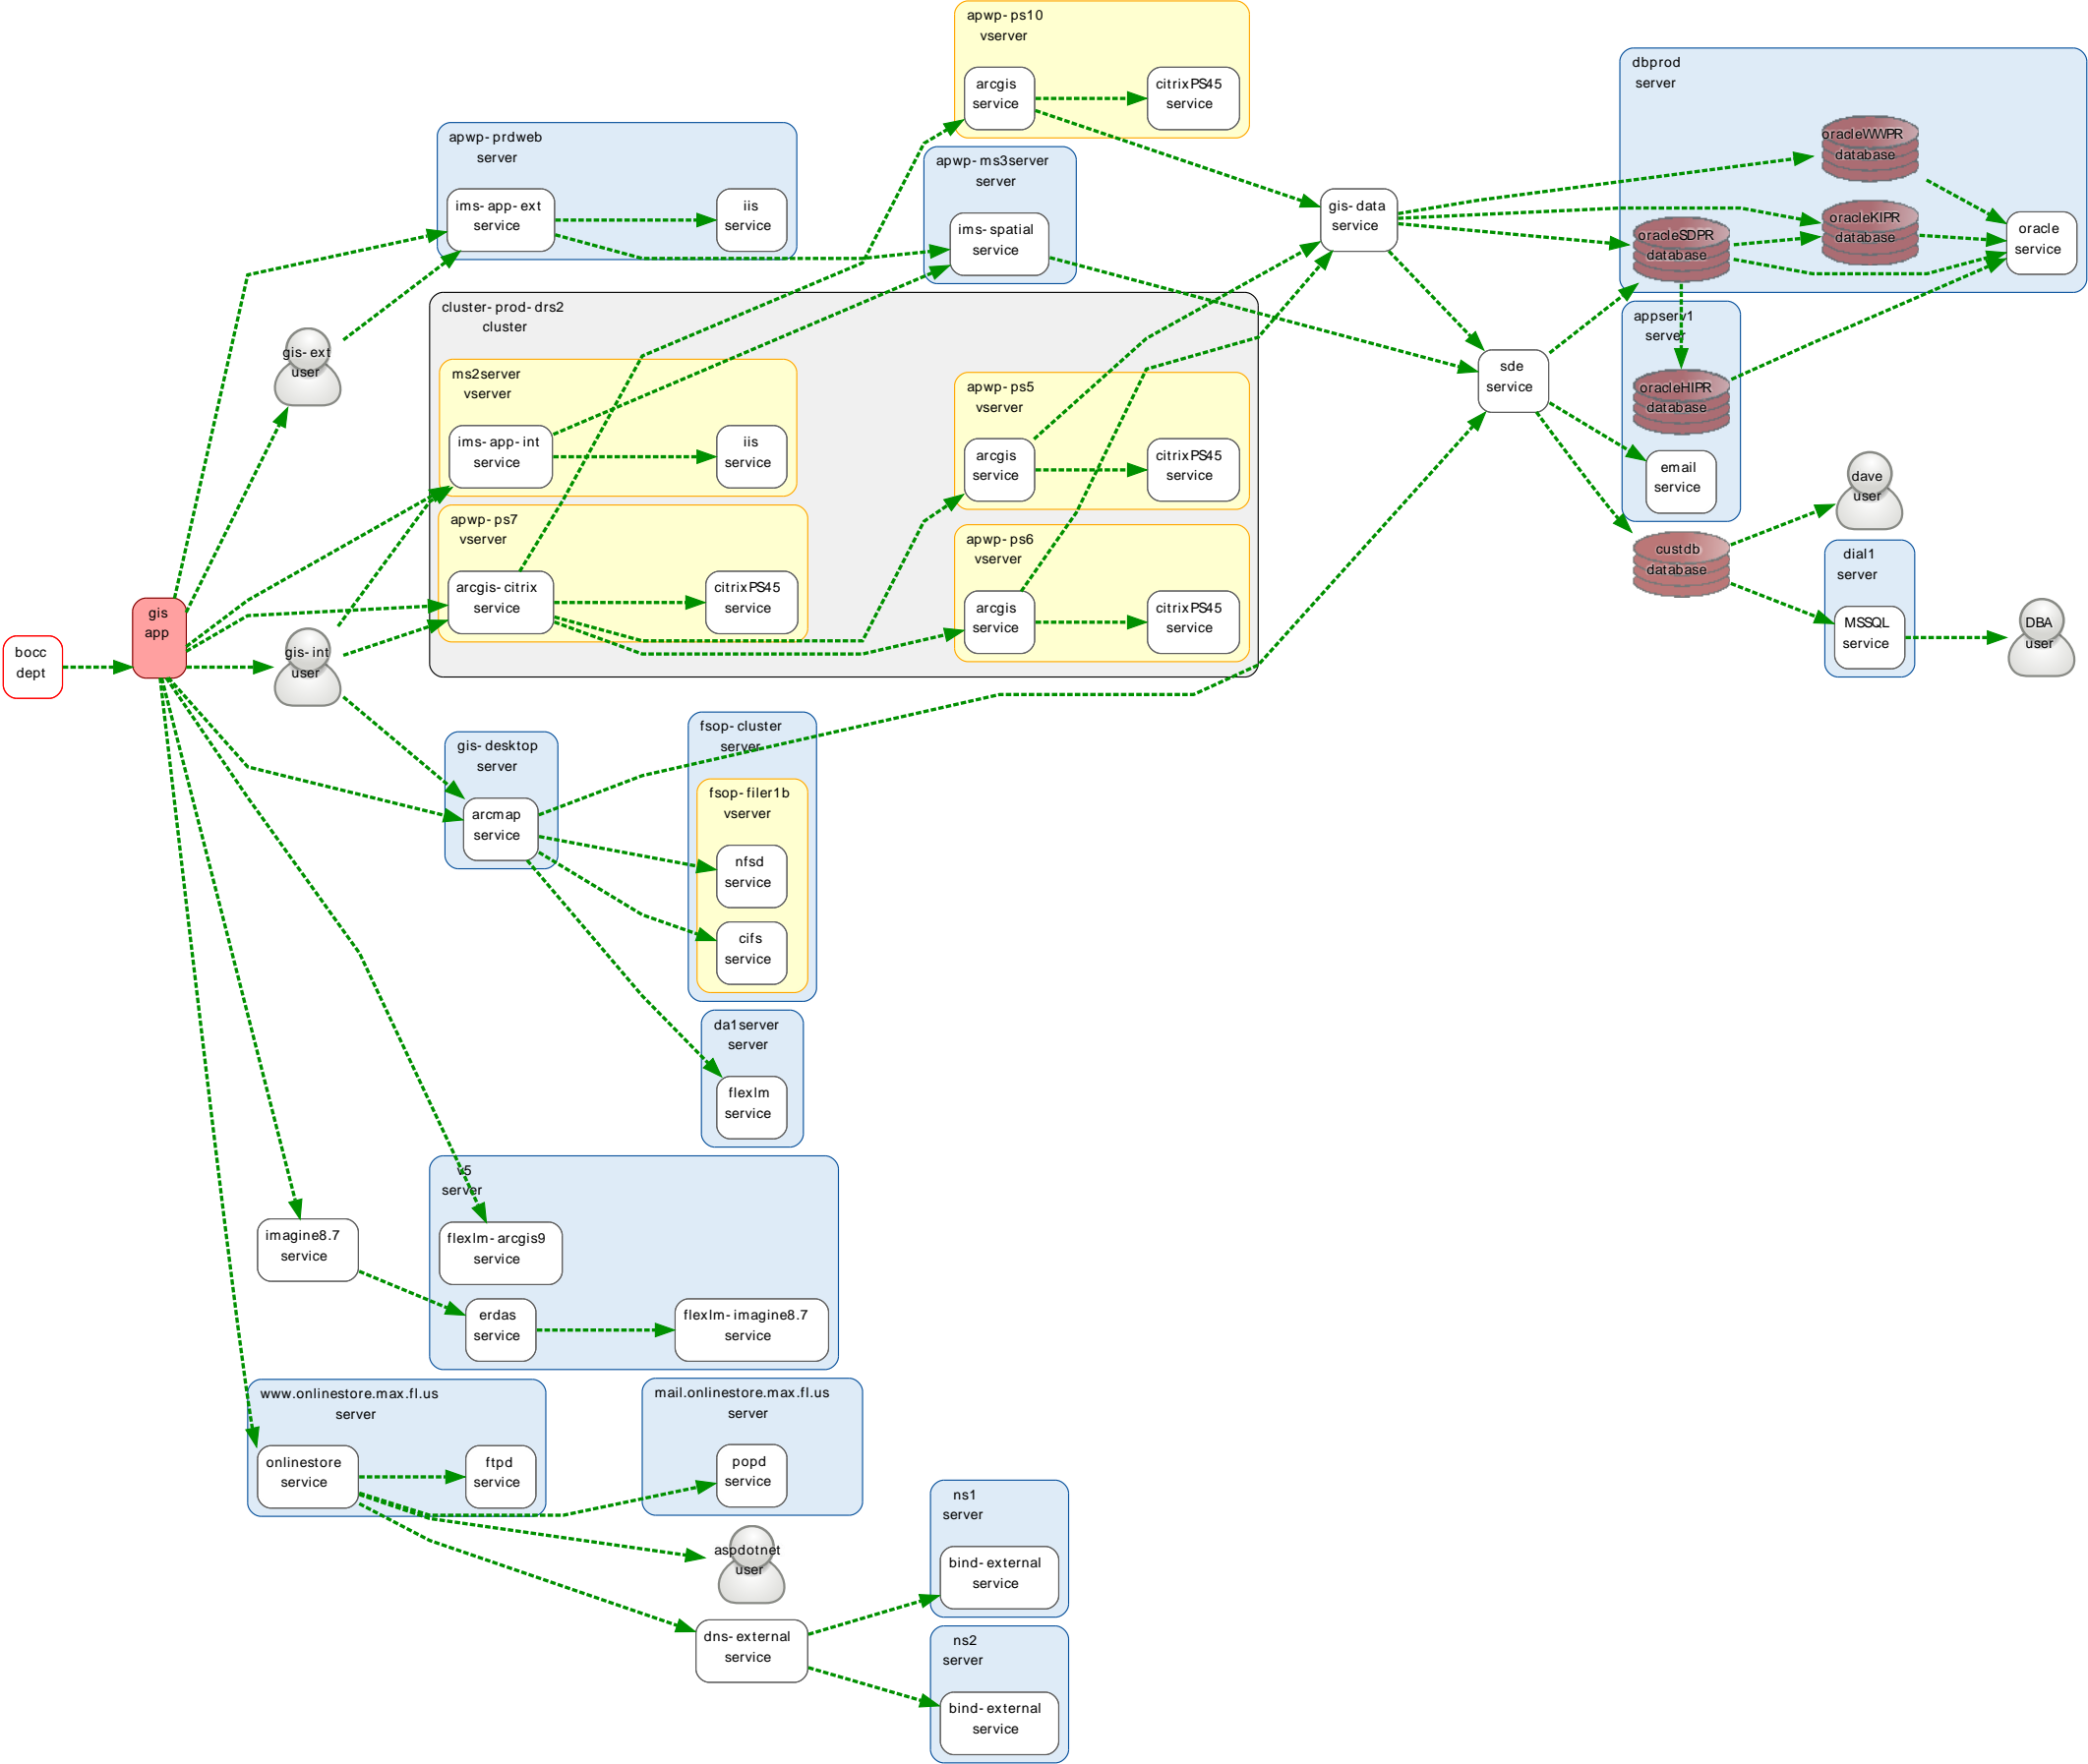 apwp-ps10
vserver
arcgis
service
citrixPS45
service
dbprod
server
oracleWWPR
database
oracleKIPR
database
oracleSDPR
database
oracle
service
apwp-prdweb
server
ims-app-ext
service
iis
service
apwp-ms3server
server
ims-spatial
service
gis-data
service
cluster-prod-drs2
cluster
gis-ext
user
ms2server
vserver
ims-app-int
service
iis
service
apwp-ps5
vserver
arcgis
service
citrixPS45
service
sde
service
appserv1
server
oracleHIPR
database
email
service
dave
user
custdb
database
dial1
server
MSSQL
service
DBA
user
apwp-ps7
vserver
arcgis-citrix
service
citrixPS45
service
apwp-ps6
vserver
arcgis
service
citrixPS45
service
bocc
dept
gis
app
gis-int
user
gis-desktop
server
arcmap
service
fsop-cluster
server
fsop-filer1b
vserver
nfsd
service
cifs
service
da1server
server
flexlm
service
v5
server
imagine8.7
service
flexlm-arcgis9
service
erdas
service
flexlm-imagine8.7
service
www.onlinestore.max.fl.us
server
onlinestore
service
ftpd
service
mail.onlinestore.max.fl.us
server
popd
service
aspdotnet
user
dns-external
service
ns1
server
bind-external
service
ns2
server
bind-external
service